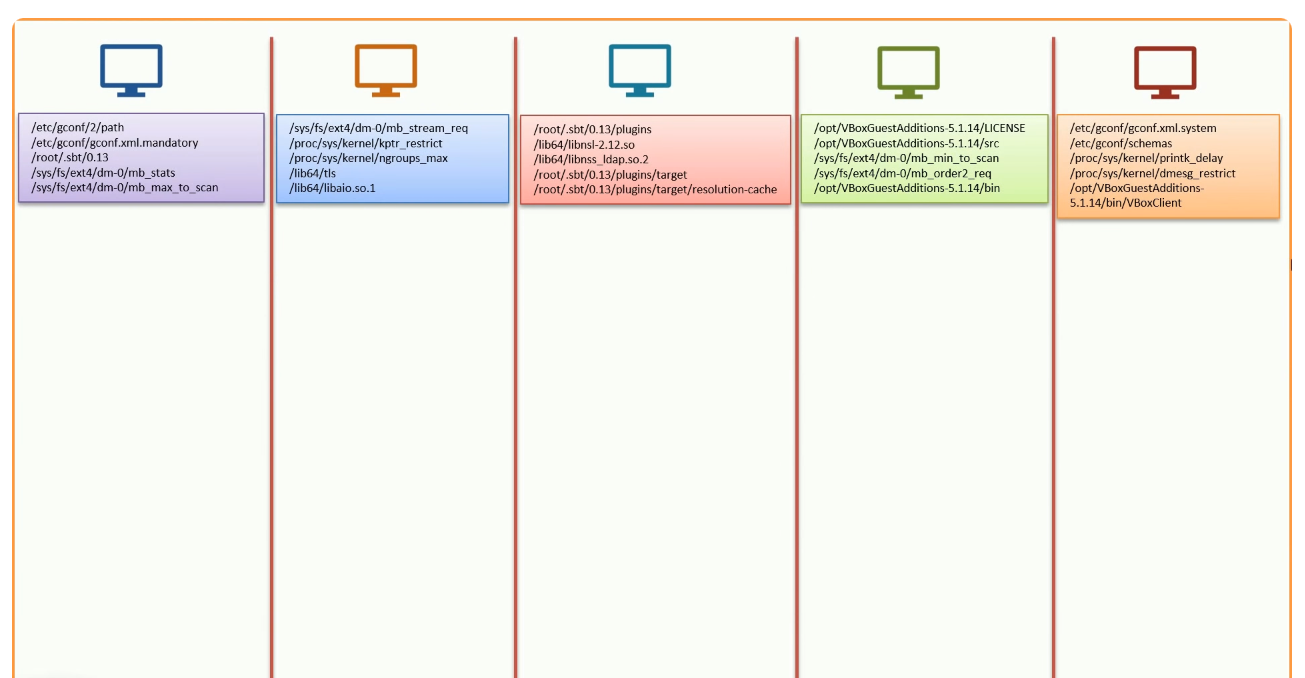 /etc/gconf/2/path
/etc/gconf/gconf.xml.mandatory
/root/.sbt/0.13
/sys/fs/ext4/dm-0/mb_stats
/sys/fs/ext4/dm-0/mb_max_to_scan
/sys/fs/ext4/dm-0/mb_stream_req
/proc/sys/kernel/kptr_restrict
/proc/sys/kernel/ngroups_max
/lib64/tls
/lib64/libaio.so.1
/root/.sbt/0.13/plugins
/lib64/libnsl-2.12.so
/lib64/libnss_ldap.so.2
/root/.sbt/0.13/plugins/target
/root/.sbt/0.13/plugins/target/resolution-cache
/opt/VBoxGuestAdditions-5.1.14/LICENSE
/opt/VBoxGuestAdditions-5.1.14/src
/sys/fs/ext4/dm-0/mb_min_to_scan
/sys/fs/ext4/dm-0/mb_order2_req
/opt/VBoxGuestAdditions-5.1.14/bin
/etc/gconf/gconf.xml.system
/etc/gconf/schemas
/proc/sys/kernel/printk_delay
/proc/sys/kernel/dmesg_restrict
/opt/VBoxGuestAdditions-
5.1.14/bin/VBoxClient